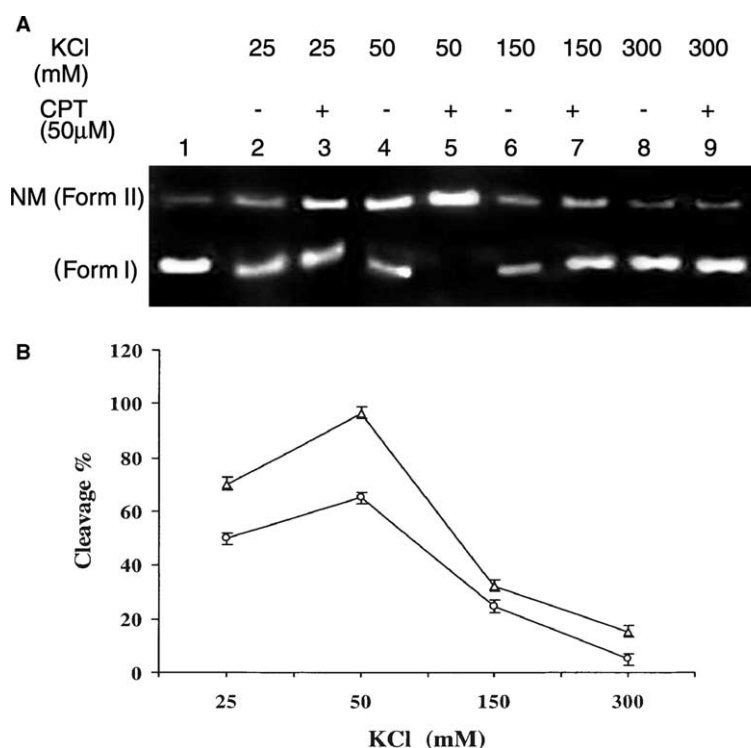 A
KCl 25 25 50 50 150 150 300 300
(mM)
CPT - + - + - + - +
(50μM)
1 2 3 4 5 6 7 8 9
NM (Form II)
(Form I)
B
120
100
80
60
40
20
0
Cleavage %
25 50 150 300
KCl (mM)